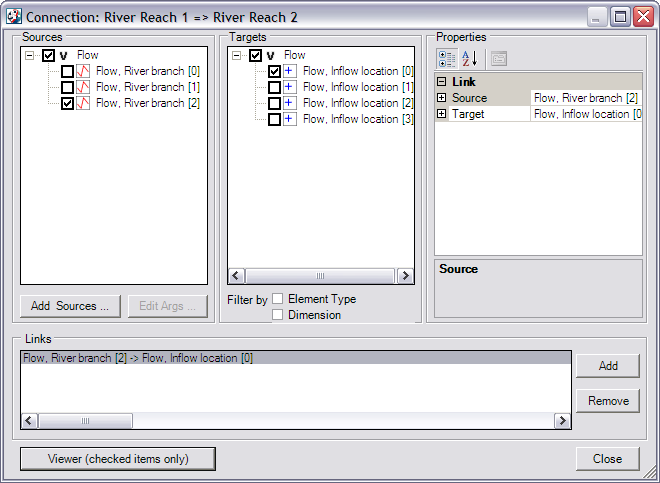 Connection: River Reach 1 => River Reach 2
Sources
Flow
Flow, River branch [0]
Flow, River branch [1]
Flow, River branch [2]
Add Sources ...
Edit Args ...
Targets
Flow
Flow, Inflow location [0]
Flow, Inflow location [1]
Flow, Inflow location [2]
Flow, Inflow location [3]
Filter by
Element Type
Dimension
Properties
Link
Source Flow, River branch [2]
Target Flow, Inflow location [0
Source
Links
Flow, River branch [2] -> Flow, Inflow location [0]
Add
Remove
Viewer (checked items only)
Close